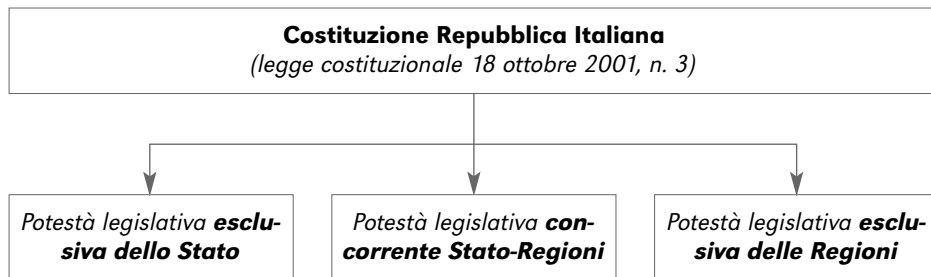 Costituzione Repubblica Italiana
(legge costituzionale 18 ottobre 2001, n. 3)
Potestà legislativa esclu-
siva dello Stato
Potestà legislativa con-
corrente Stato-Regioni
Potestà legislativa esclu-
siva delle Regioni